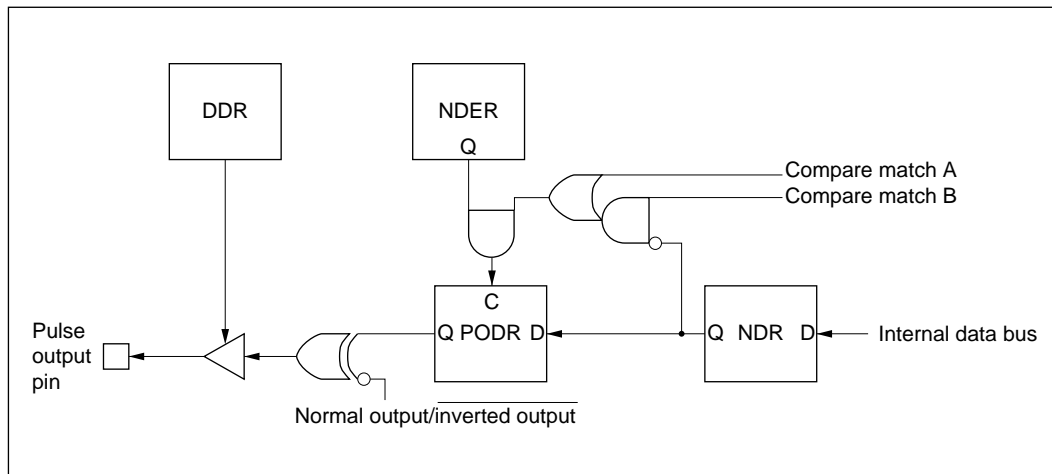 DDR
NDER
Q
Compare match A
Compare match B
C
Q PODR D
Q NDR D
Internal data bus
Pulse
output
pin
Normal output/inverted output